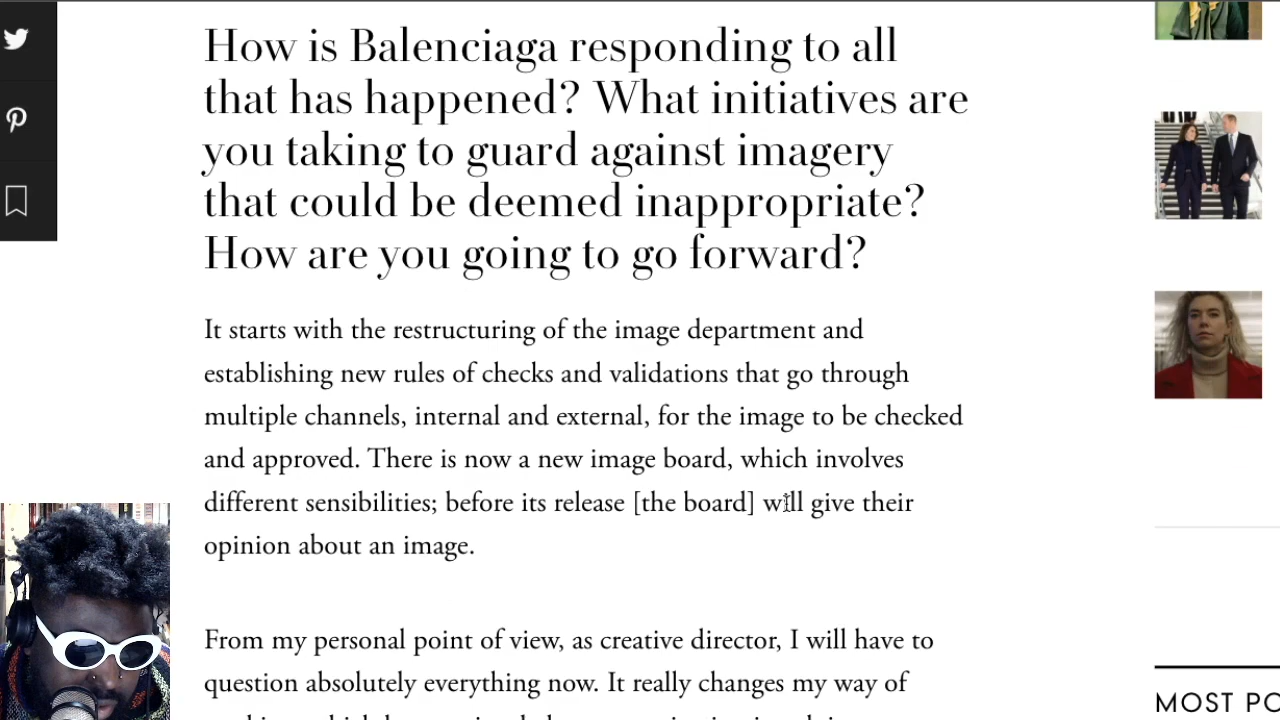 How is Balenciaga responding to all
that has happened? What initiatives are
you taking to guard against imagery
that could be deemed inappropriate?
How are you going to go forward?
It starts with the restructuring of the image department and
establishing new rules of checks and validations that go through
multiple channels, internal and external, for the image to be checked
and approved. There is now a new image board, which involves
different sensibilities; before its release [the board] will give their
opinion about an image.
From my personal point of view, as creative director, I will have to
question absolutely everything now. It really changes my way of
MOST PO